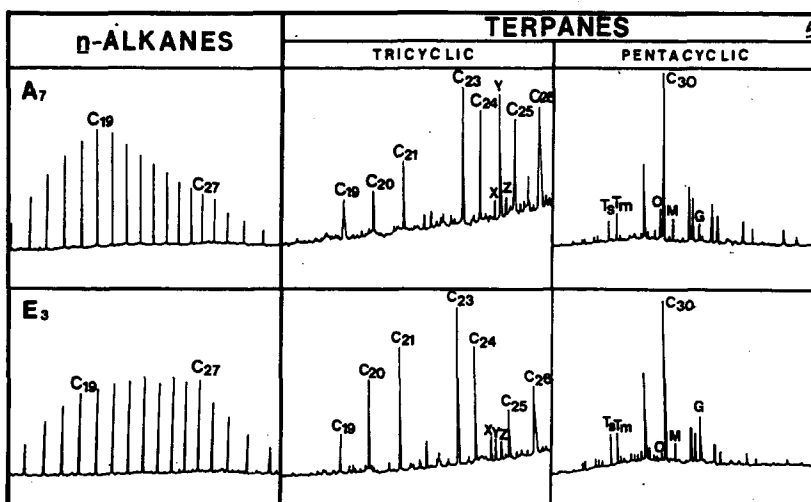 n-ALKANES
TERPANES
TRICYCLIC
PENTACYCLIC
A7
C19
C27
C19
C20
C21
C23
C24
X
Y
Z
C25
C26
Ts Tm
O
C30
M
G
E3
C19
C27
C19
C20
C21
C23
C24
X
Y
Z
C25
C26
Ts Tm
O
C30
M
G